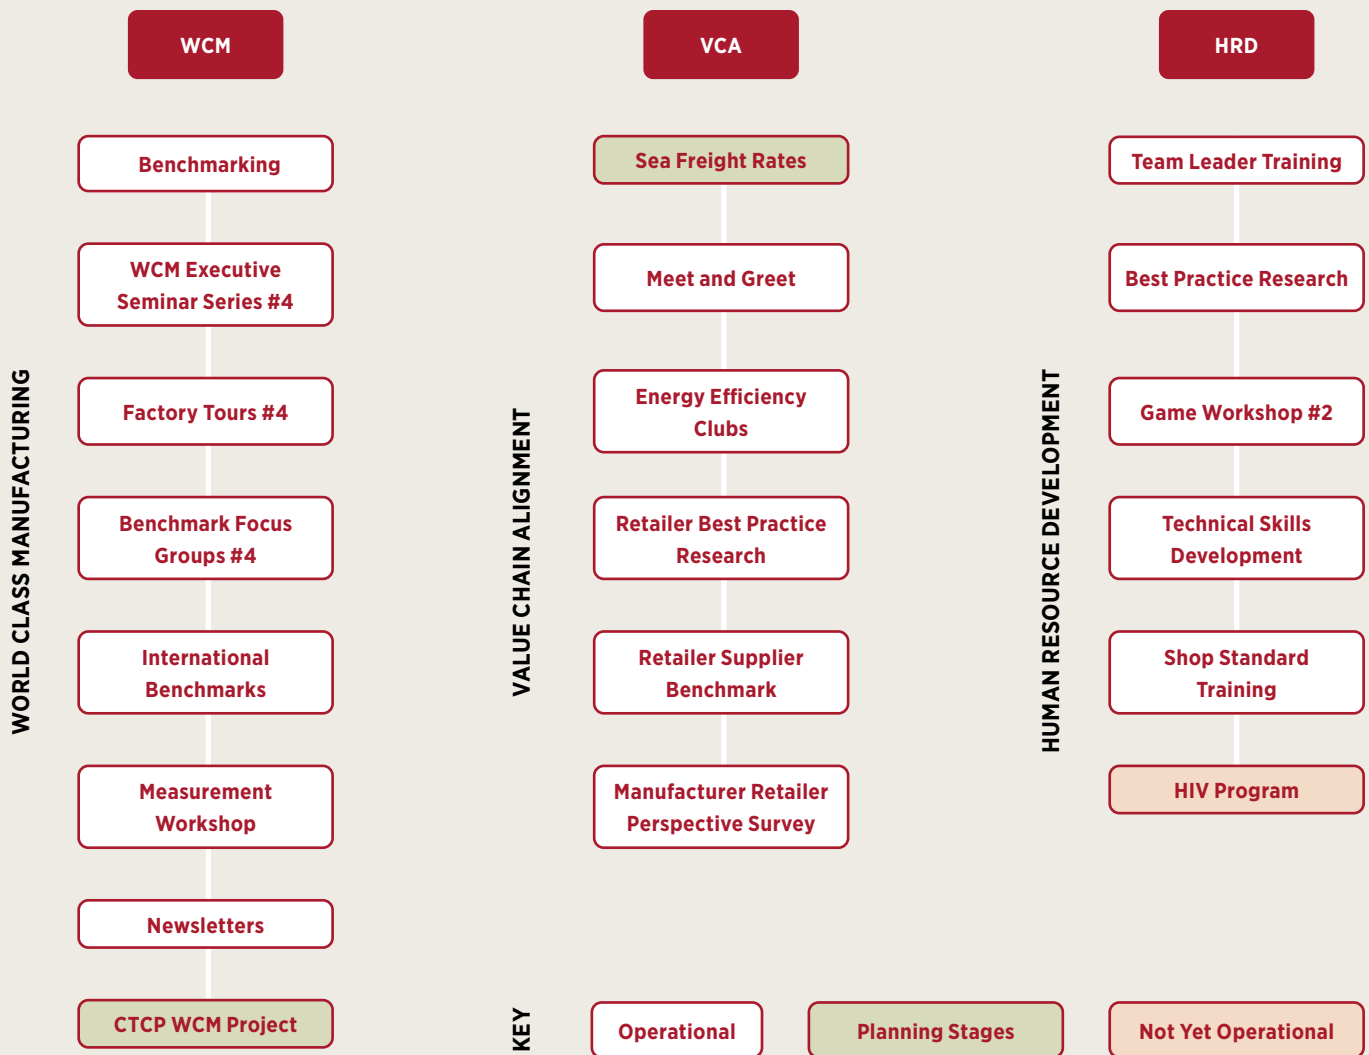 WCM
VCA
HRD
WORLD CLASS MANUFACTURING
Benchmarking
WCM Executive
Seminar Series #4
Factory Tours #4
Benchmark Focus
Groups #4
International
Benchmarks
Measurement
Workshop
Newsletters
CTCP WCM Project
VALUE CHAIN ALIGNMENT
Sea Freight Rates
Meet and Greet
Energy Efficiency
Clubs
Retailer Best Practice
Research
Retailer Supplier
Benchmark
Manufacturer Retailer
Perspective Survey
HUMAN RESOURCE DEVELOPMENT
Team Leader Training
Best Practice Research
Game Workshop #2
Technical Skills
Development
Shop Standard
Training
HIV Program
KEY
Operational
Planning Stages
Not Yet Operational